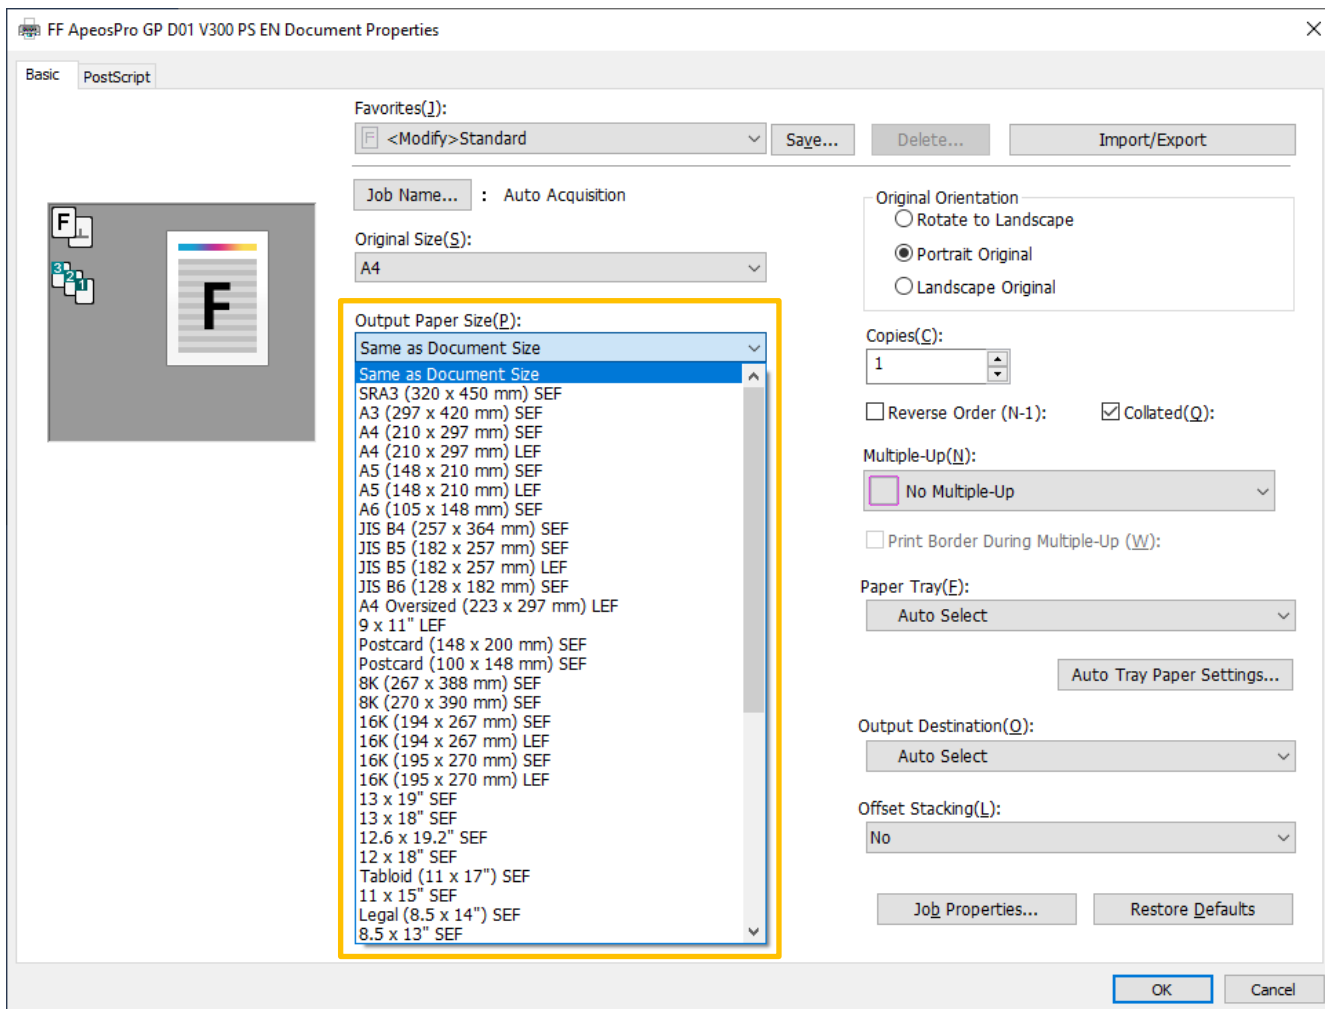 FF ApeosPro GP D01 V300 PS EN Document Properties
Basic
PostScript
Favorites(J):
F <Modify>Standard
Save...
Delete...
Import/Export
Job Name... : Auto Acquisition
Original Size(S):
A4
Output Paper Size(P):
Same as Document Size
Same as Document Size
SRA3 (320 x 450 mm) SEF
A3 (297 x 420 mm) SEF
A4 (210 x 297 mm) SEF
A4 (210 x 297 mm) LEF
A5 (148 x 210 mm) SEF
A5 (148 x 210 mm) LEF
A6 (105 x 148 mm) SEF
JIS B4 (257 x 364 mm) SEF
JIS B5 (182 x 257 mm) SEF
JIS B5 (182 x 257 mm) LEF
JIS B6 (128 x 182 mm) SEF
A4 Oversized (223 x 297 mm) LEF
9 x 11" LEF
Postcard (148 x 200 mm) SEF
Postcard (100 x 148 mm) SEF
8K (267 x 388 mm) SEF
8K (270 x 390 mm) SEF
16K (194 x 267 mm) SEF
16K (194 x 267 mm) LEF
16K (195 x 270 mm) SEF
16K (195 x 270 mm) LEF
13 x 19" SEF
13 x 18" SEF
12.6 x 19.2" SEF
12 x 18" SEF
Tabloid (11 x 17") SEF
11 x 15" SEF
Legal (8.5 x 14") SEF
8.5 x 13" SEF
F
3
2
1
F
Original Orientation
Rotate to Landscape
Portrait Original
Landscape Original
Copies(C):
1
Reverse Order (N-1):
Collated(Q):
Multiple-Up(N):
No Multiple-Up
Print Border During Multiple-Up (W):
Paper Tray(F):
Auto Select
Auto Tray Paper Settings...
Output Destination(O):
Auto Select
Offset Stacking(L):
No
Job Properties...
Restore Defaults
OK
Cancel